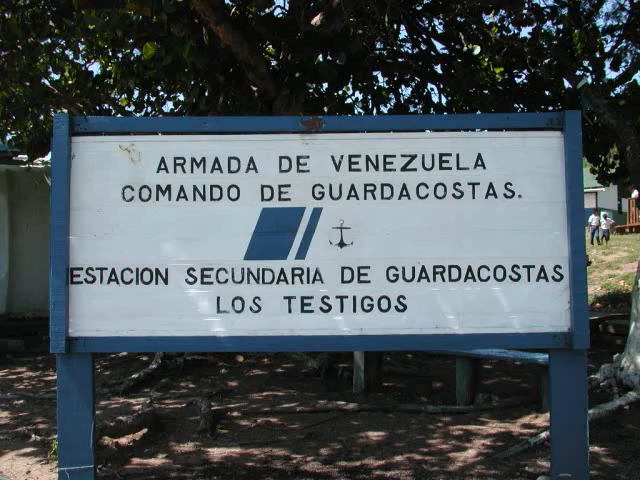 ARMADA DE VENEZUELA
COMANDO DE GUARDACOSTAS.
ESTACION SECUNDARIA DE GUARDACOSTAS
LOS TESTIGOS